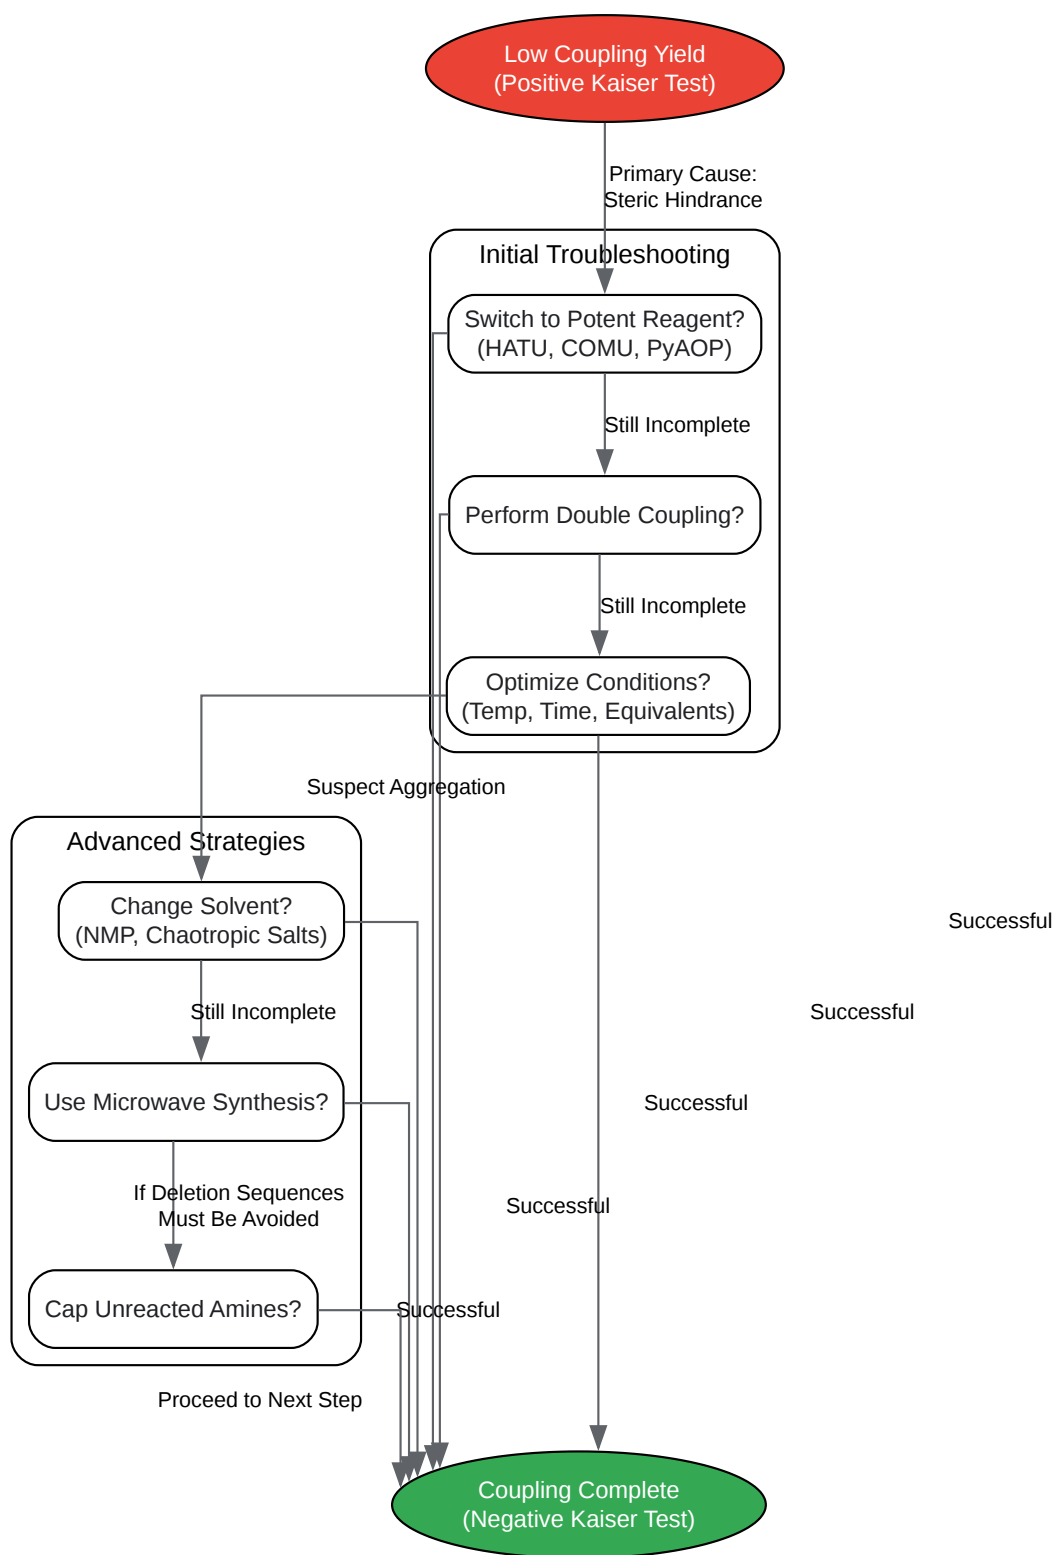 Low Coupling Yield
(Positive Kaiser Test)
Primary Cause:
Steric Hindrance
Initial Troubleshooting
Switch to Potent Reagent?
(HATU, COMU, PyAOP)
Still Incomplete
Perform Double Coupling?
Still Incomplete
Optimize Conditions?
(Temp, Time, Equivalents)
Suspect Aggregation
Advanced Strategies
Change Solvent?
(NMP, Chaotropic Salts)
Successful
Still Incomplete
Successful
Use Microwave Synthesis?
Successful
If Deletion Sequences
Must Be Avoided
Successful
Cap Unreacted Amines?
Successful
Proceed to Next Step
Coupling Complete
(Negative Kaiser Test)